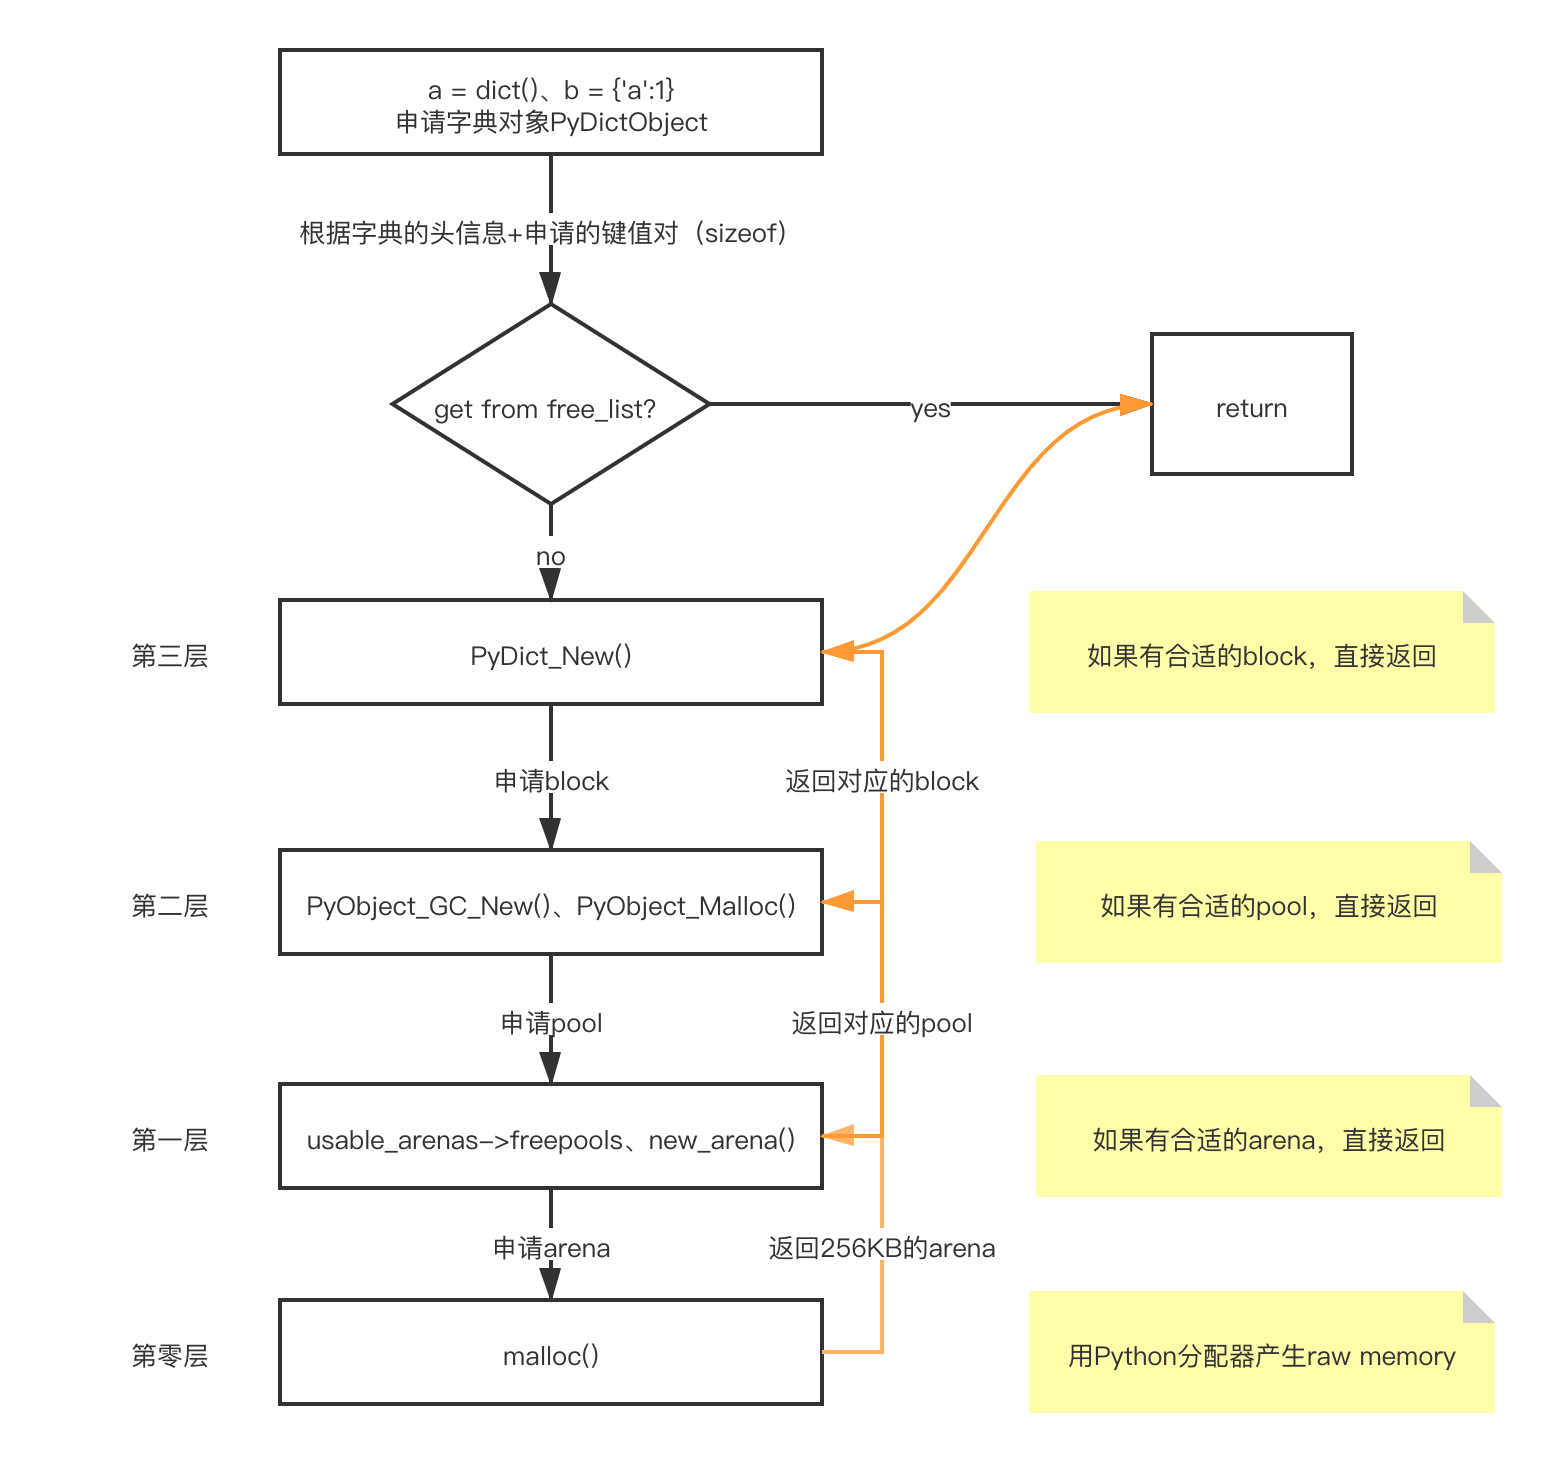 a = dict()、b = {'a':1}
申请字典对象PyDictObject
根据字典的头信息+申请的键值对（sizeof）
get from free_list?
yes
return
no
第三层
PyDict_New()
如果有合适的block，直接返回
申请block
返回对应的block
第二层
PyObject_GC_New()、PyObject_Malloc()
如果有合适的pool，直接返回
申请pool
返回对应的pool
第一层
usable_arenas->freepools、new_arena()
如果有合适的arena，直接返回
申请arena
返回256KB的arena
第零层
malloc()
用Python分配器产生raw memory